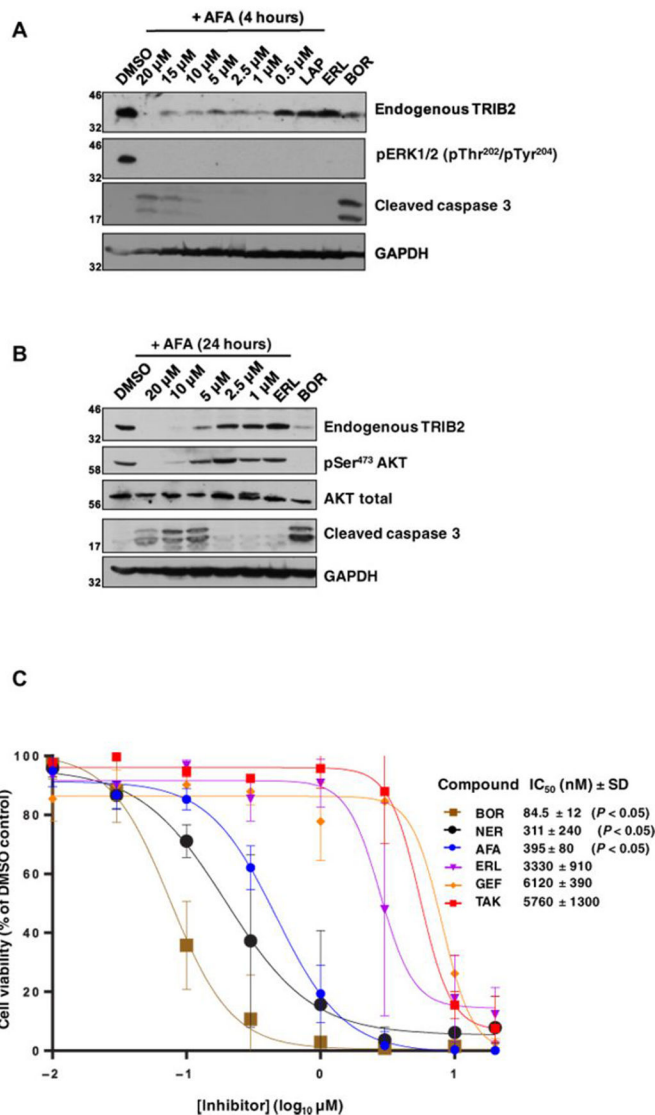 A
+ AFA (4 hours)
DMSO 20 µM 15 µM 10 µM 5 µM 2.5 µM 1 µM 0.5 µM LAP ERL BOR
46
32
Endogenous TRIB2
46
32
pERK1/2 (pThr²⁰²/pTyr²⁰⁴)
17
Cleaved caspase 3
32
GAPDH
B
+ AFA (24 hours)
DMSO 20 µM 10 µM 5 µM 2.5 µM 1 µM ERL BOR
46
32
Endogenous TRIB2
58
pSer⁴⁷³ AKT
56
AKT total
17
Cleaved caspase 3
32
GAPDH
C
Cell viability (% of DMSO control)
100
80
60
40
20
0
−2 −1 0 1
[Inhibitor] (log₁₀ µM)
Compound IC₅₀ (nM) ± SD
BOR 84.5 ± 12 (P < 0.05)
NER 311 ± 240 (P < 0.05)
AFA 395 ± 80 (P < 0.05)
ERL 3330 ± 910
GEF 6120 ± 390
TAK 5760 ± 1300